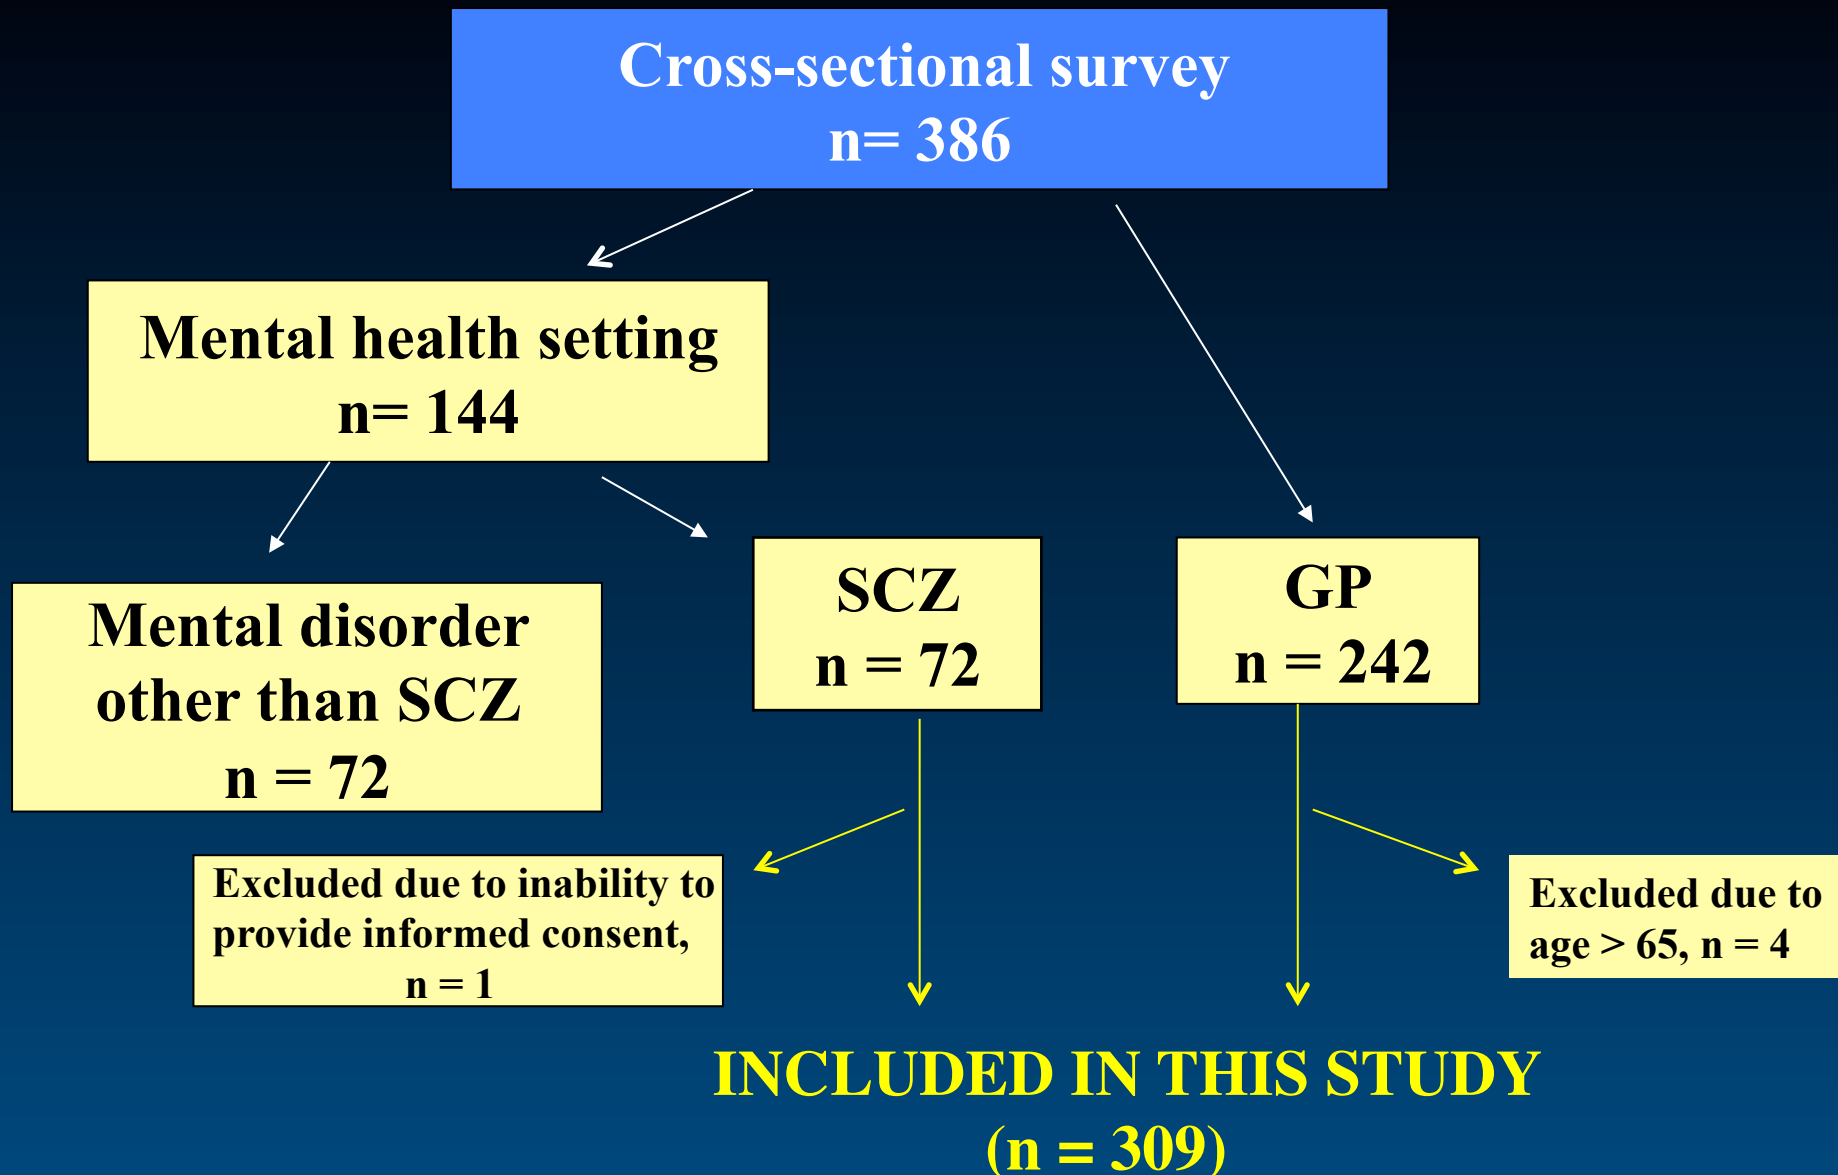 Cross-sectional survey
n= 386
Mental health setting
n= 144
Mental disorder
other than SCZ
n = 72
SCZ
n = 72
GP
n = 242
Excluded due to inability to
provide informed consent,
n = 1
Excluded due to
age > 65, n = 4
INCLUDED IN THIS STUDY
(n = 309)